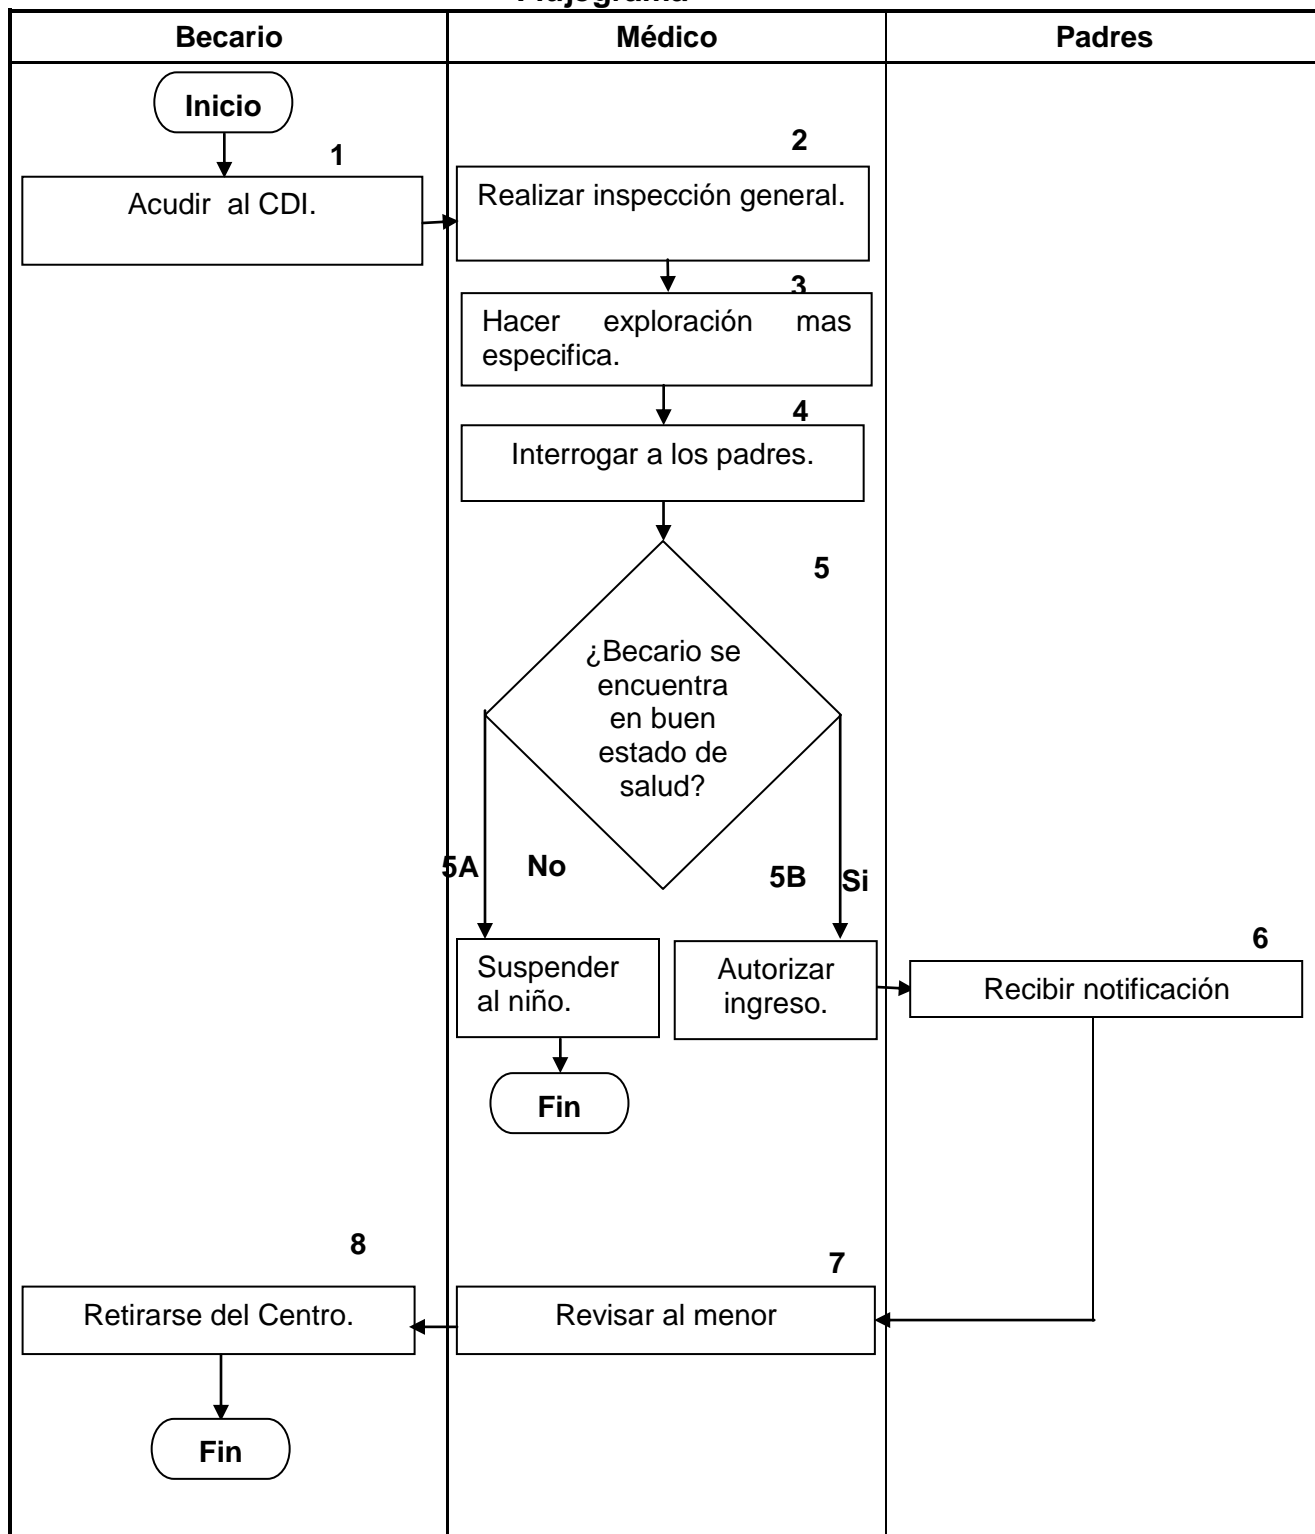 Becario
Médico
Padres
Inicio
1
2
Acudir al CDI.
Realizar inspección general.
3
Hacer exploración mas
especifica.
4
Interrogar a los padres.
5
¿Becario se
encuentra
en buen
estado de
salud?
5A
No
5B
Si
6
Suspender
al niño.
Autorizar
ingreso.
Recibir notificación
Fin
8
7
Retirarse del Centro.
Revisar al menor
Fin